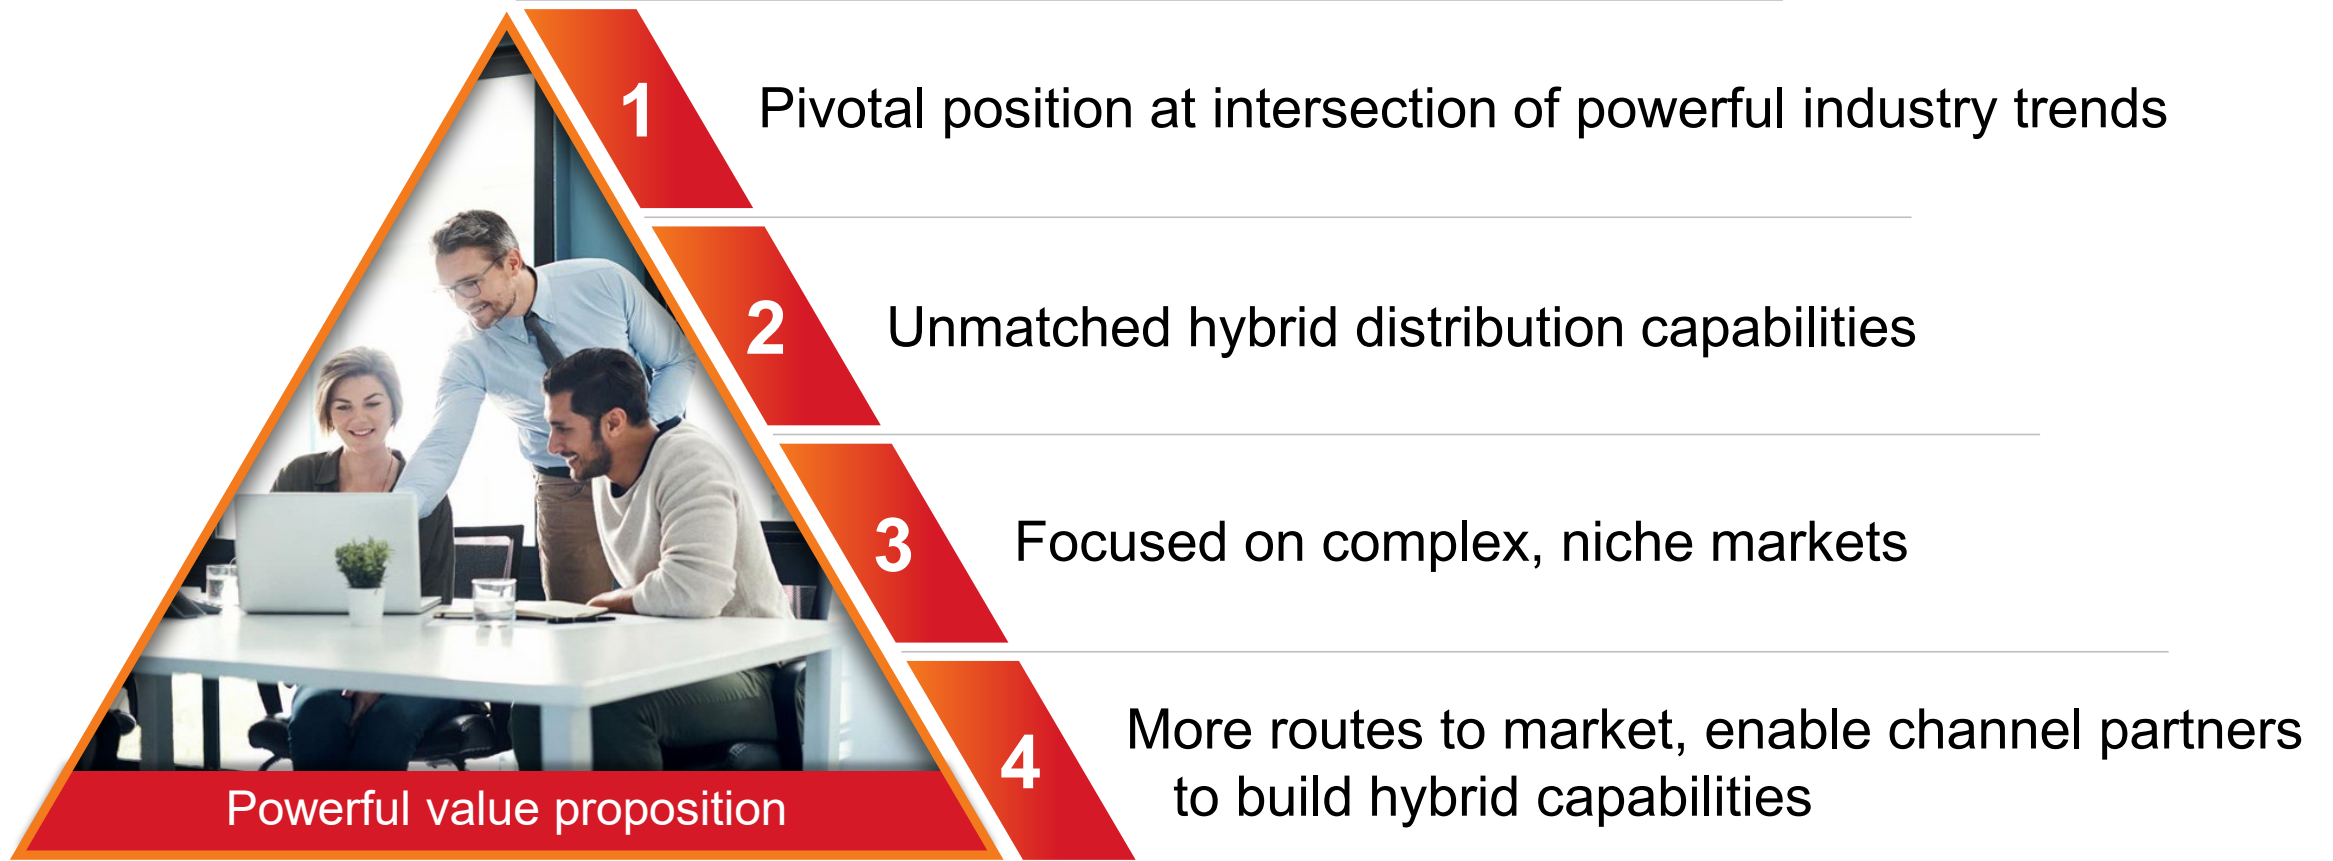 1
Pivotal position at intersection of powerful industry trends
2
Unmatched hybrid distribution capabilities
3
Focused on complex, niche markets
4
More routes to market, enable channel partners
to build hybrid capabilities
Powerful value proposition